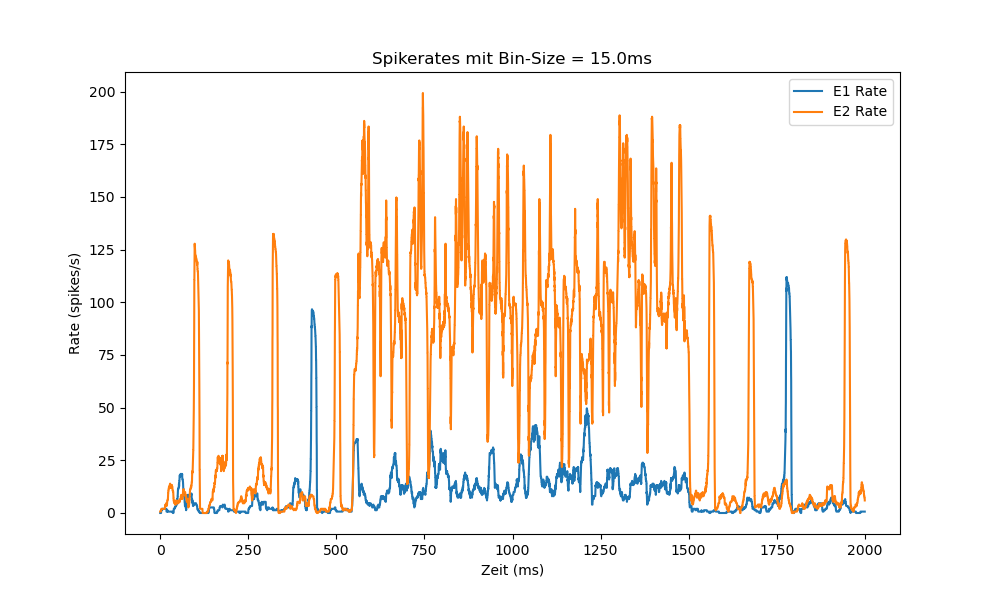 Spikerates mit Bin-Size = 15.0ms
E1 Rate
E2 Rate
200
175
150
125
100
75
50
25
0
Rate (spikes/s)
0 250 500 750 1000 1250 1500 1750 2000
Zeit (ms)